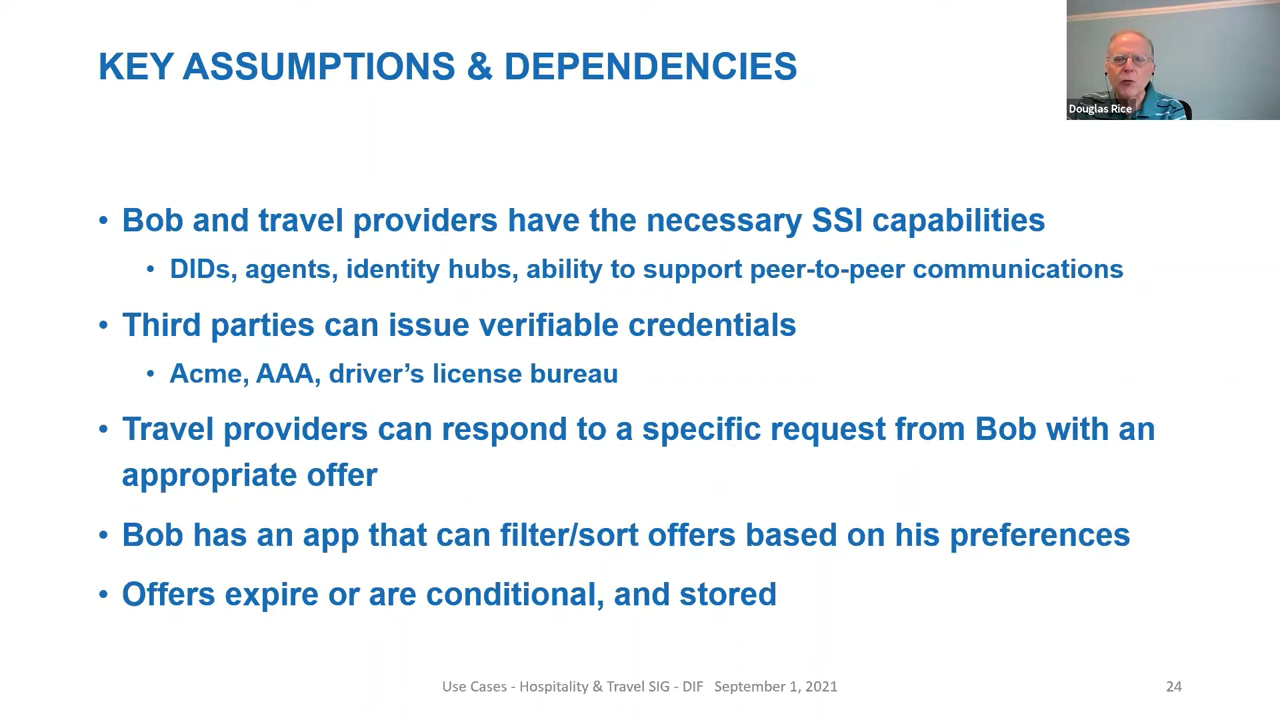 KEY ASSUMPTIONS & DEPENDENCIES
Douglas Rice
• Bob and travel providers have the necessary SSI capabilities
• DIDs, agents, identity hubs, ability to support peer-to-peer communications
• Third parties can issue verifiable credentials
• Acme, AAA, driver’s license bureau
• Travel providers can respond to a specific request from Bob with an
appropriate offer
• Bob has an app that can filter/sort offers based on his preferences
• Offers expire or are conditional, and stored
Use Cases - Hospitality & Travel SIG - DIF September 1, 2021
24